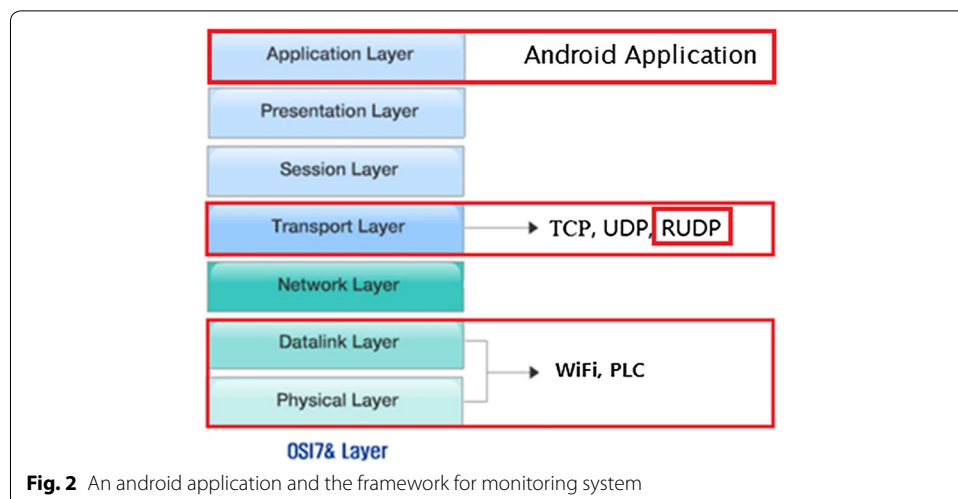 Application Layer Android Application
Presentation Layer
Session Layer
Transport Layer TCP, UDP, RUDP
Network Layer
Datalink Layer
WiFi, PLC
Physical Layer
OSI7& Layer
Fig. 2 An android application and the framework for monitoring system